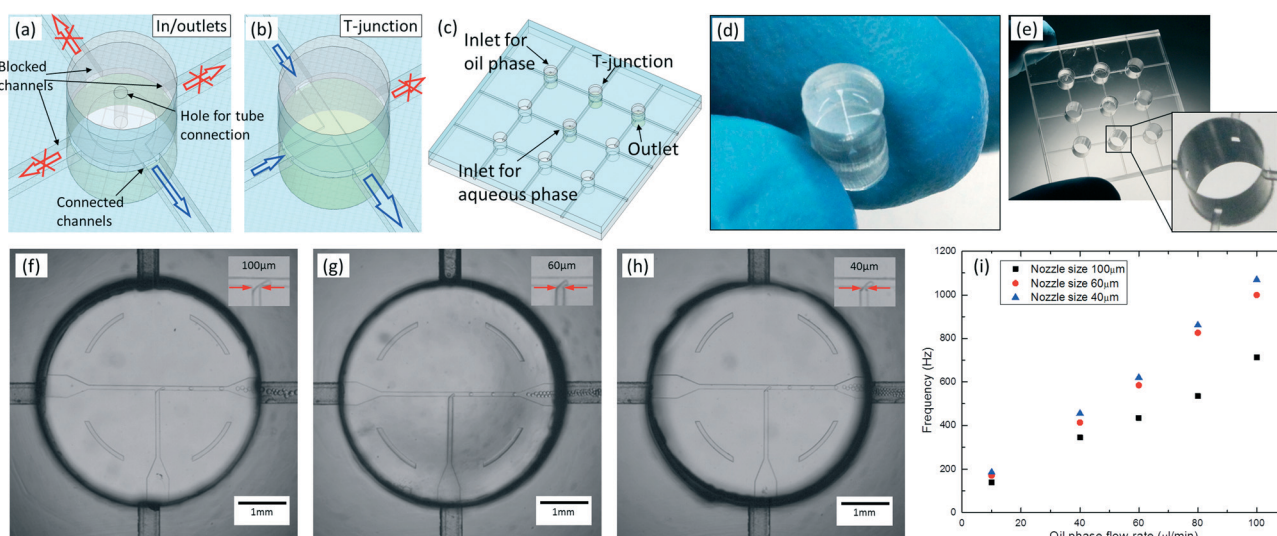 (a)
In/outlets
Blocked
channels
Hole for tube
connection
Connected
channels
(b)
T-junction
(c)
Inlet for
oil phase
T-junction
Outlet
Inlet for
aqueous phase
(d)
(e)
(f)
100μm
1mm
(g)
60μm
1mm
(h)
40μm
1mm
(i)
Nozzle size 100μm
Nozzle size 60μm
Nozzle size 40μm
Frequency (Hz)
1200
1000
800
600
400
200
0
0 20 40 60 80 100
Oil phase flow rate (μl/min)